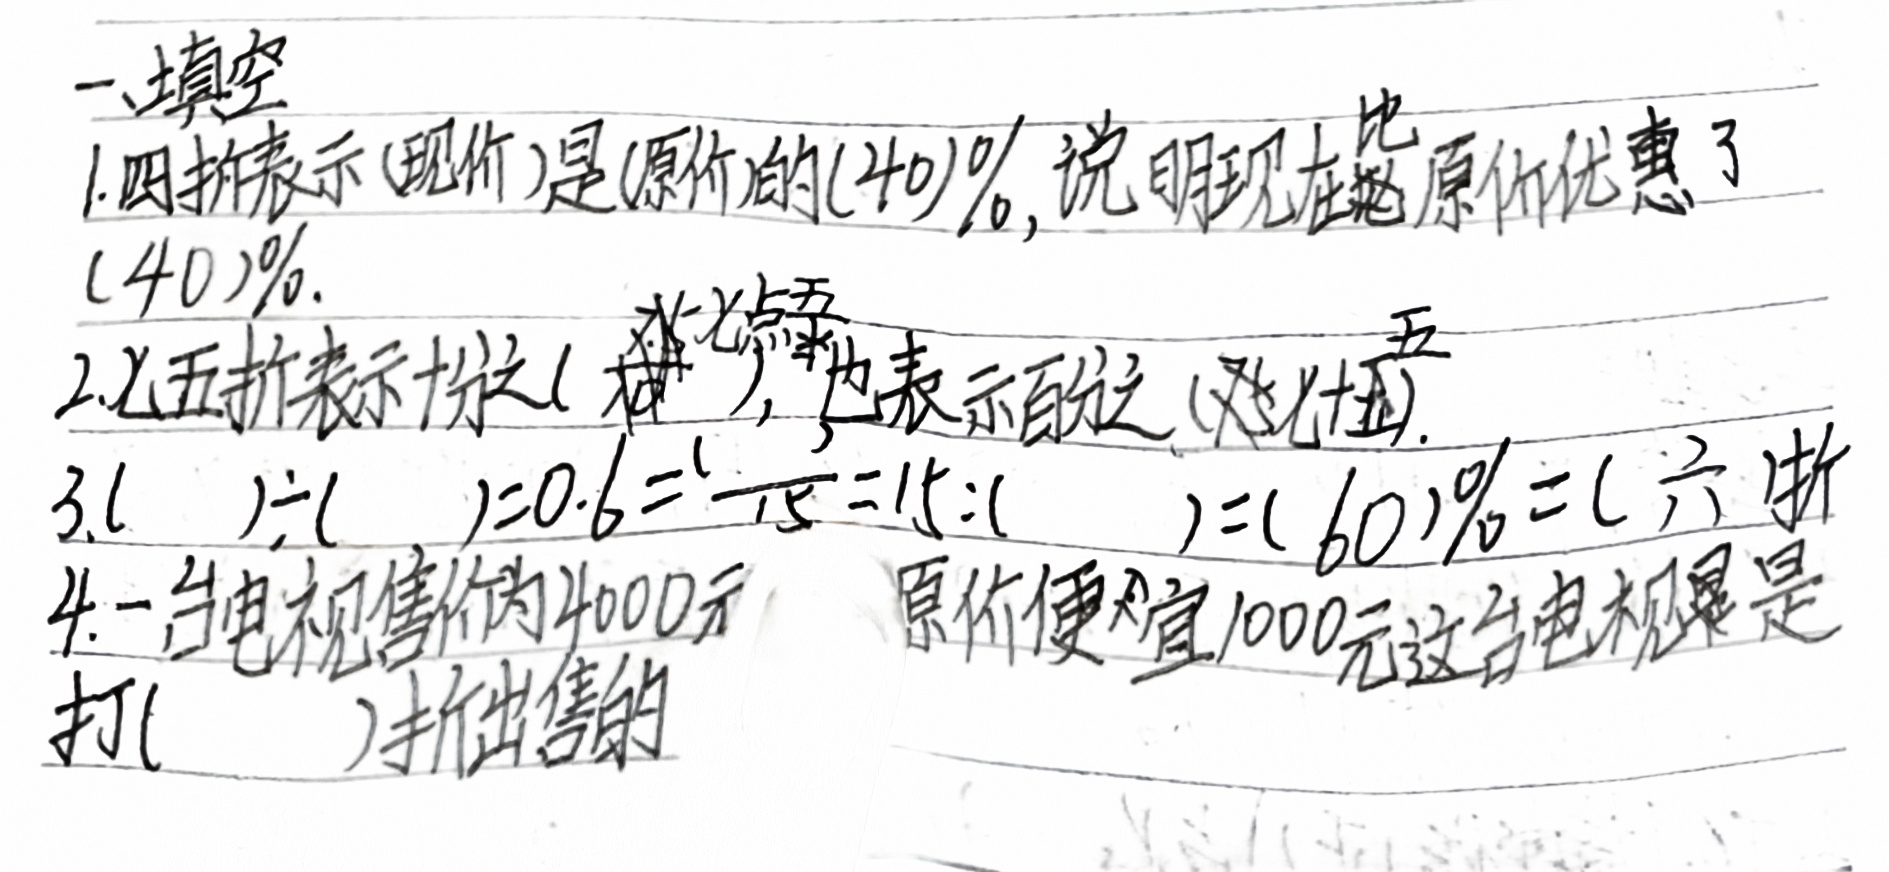 一、填空
1.四折表示(现价)是(原价)的(40)%,说明现在比原价优惠了
(40)%.
2.七五折表示十分之(七点五),也表示百分之(七十五).
3.( )÷( )=0.6=( )/15=15:( )=(60)%=(六)折
4.一台电视售价为4000元 原价便宜1000元这台电视是
打( )折出售的